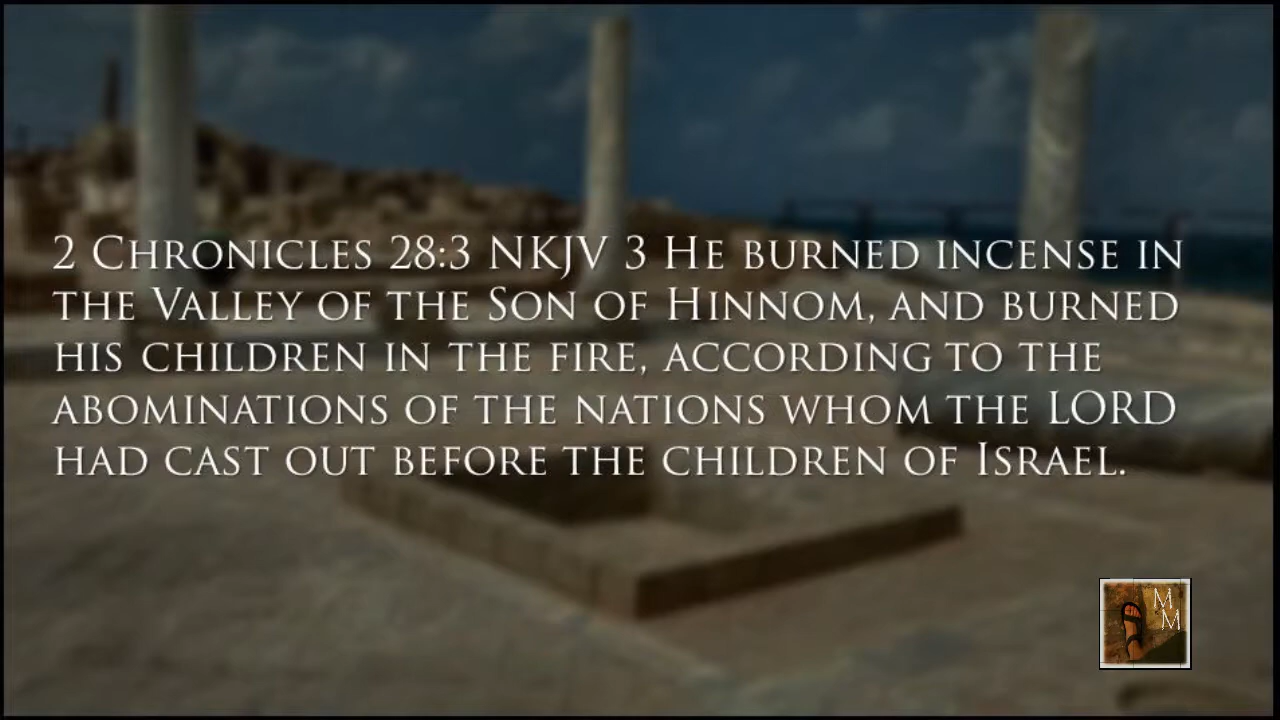 2 Chronicles 28:3 NKJV 3 He burned incense in
the Valley of the Son of Hinnom, and burned
his children in the fire, according to the
abominations of the nations whom the LORD
had cast out before the children of Israel.
M
M